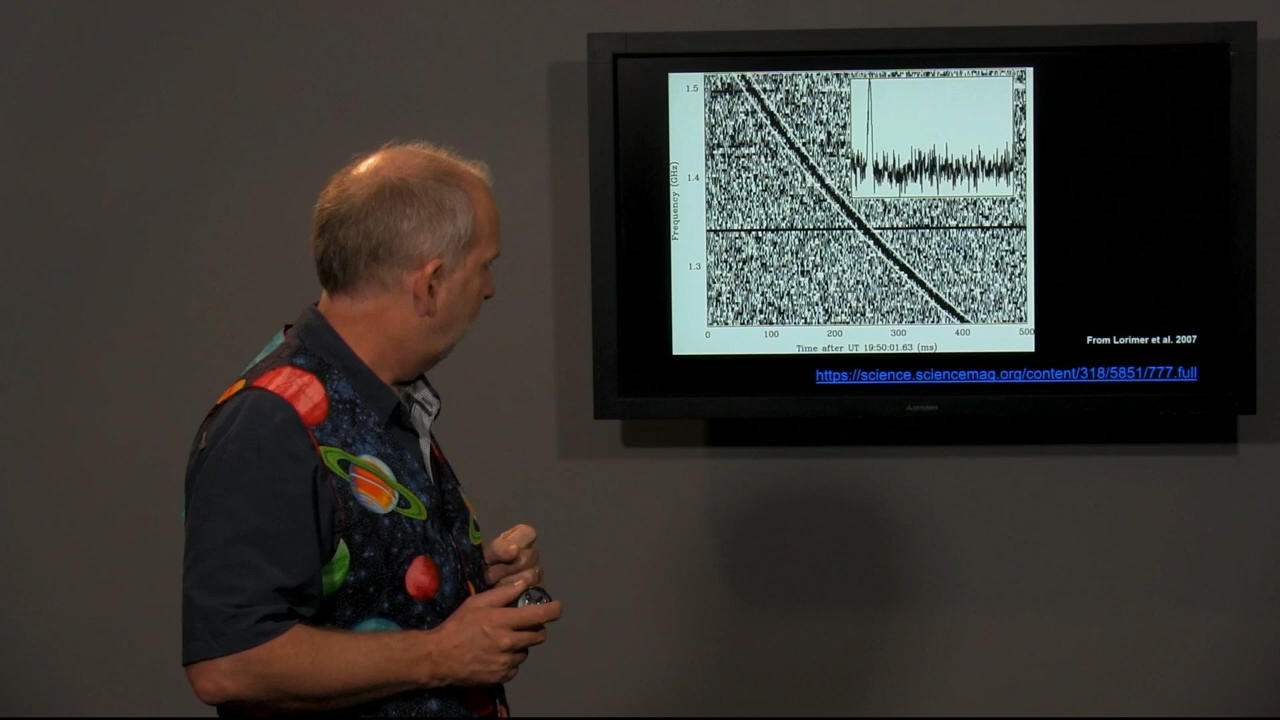 1.5
1.4
1.3
Frequency (GHz)
0 100 200 300 400 500
Time after UT 19:50:01.63 (ms)
From Lorimer et al. 2007
https://science.sciencemag.org/content/318/5851/777.full